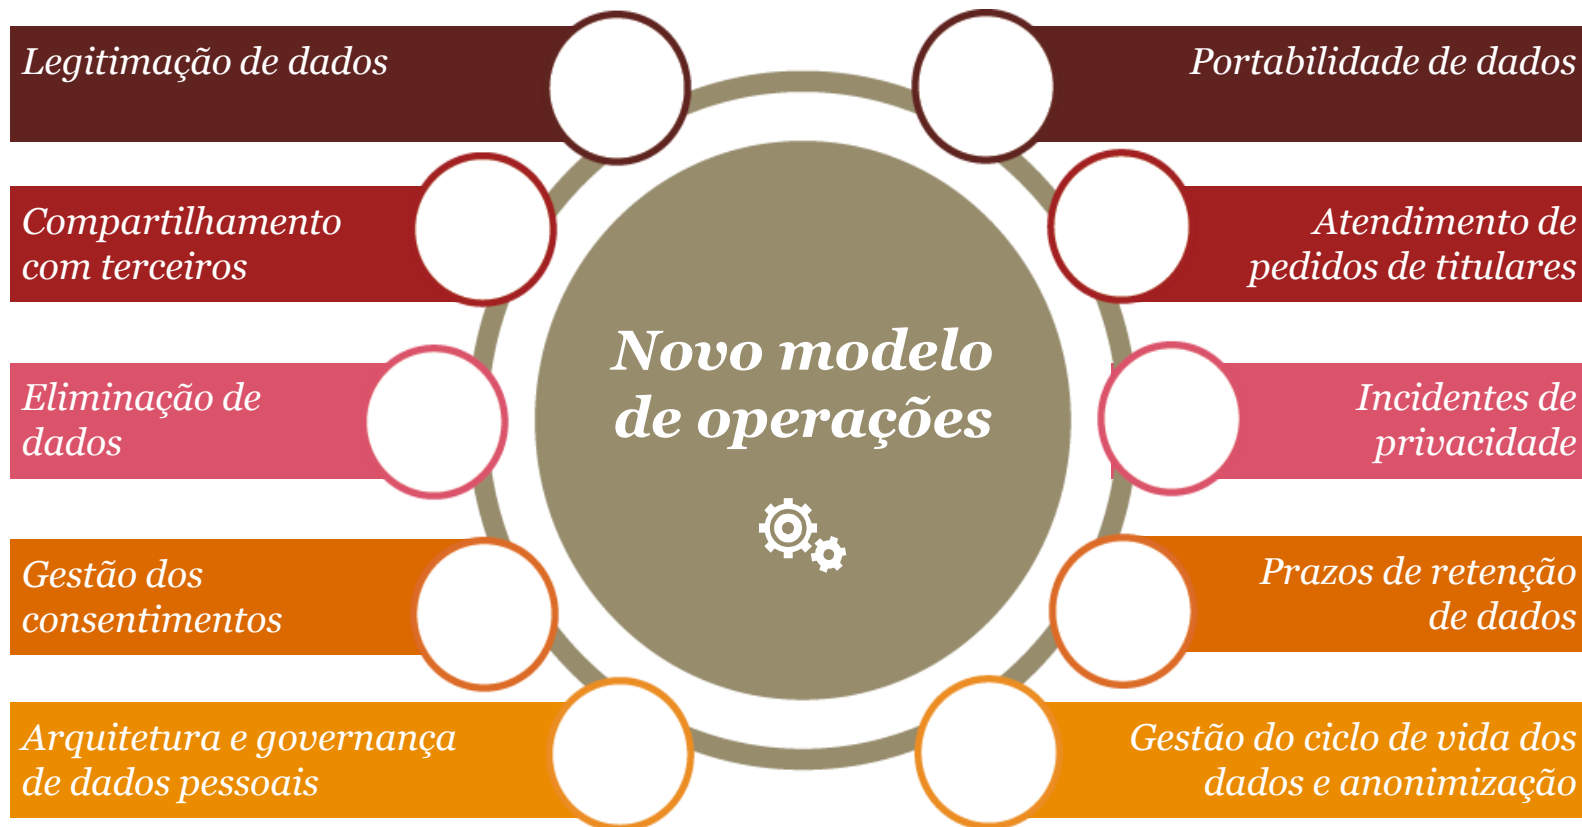 Legitimação de dados
Portabilidade de dados
Compartilhamento
com terceiros
Atendimento de
pedidos de titulares
Novo modelo
de operações
Eliminação de
dados
Incidentes de
privacidade
Gestão dos
consentimentos
Prazos de retenção
de dados
Arquitetura e governança
de dados pessoais
Gestão do ciclo de vida dos
dados e anonimização